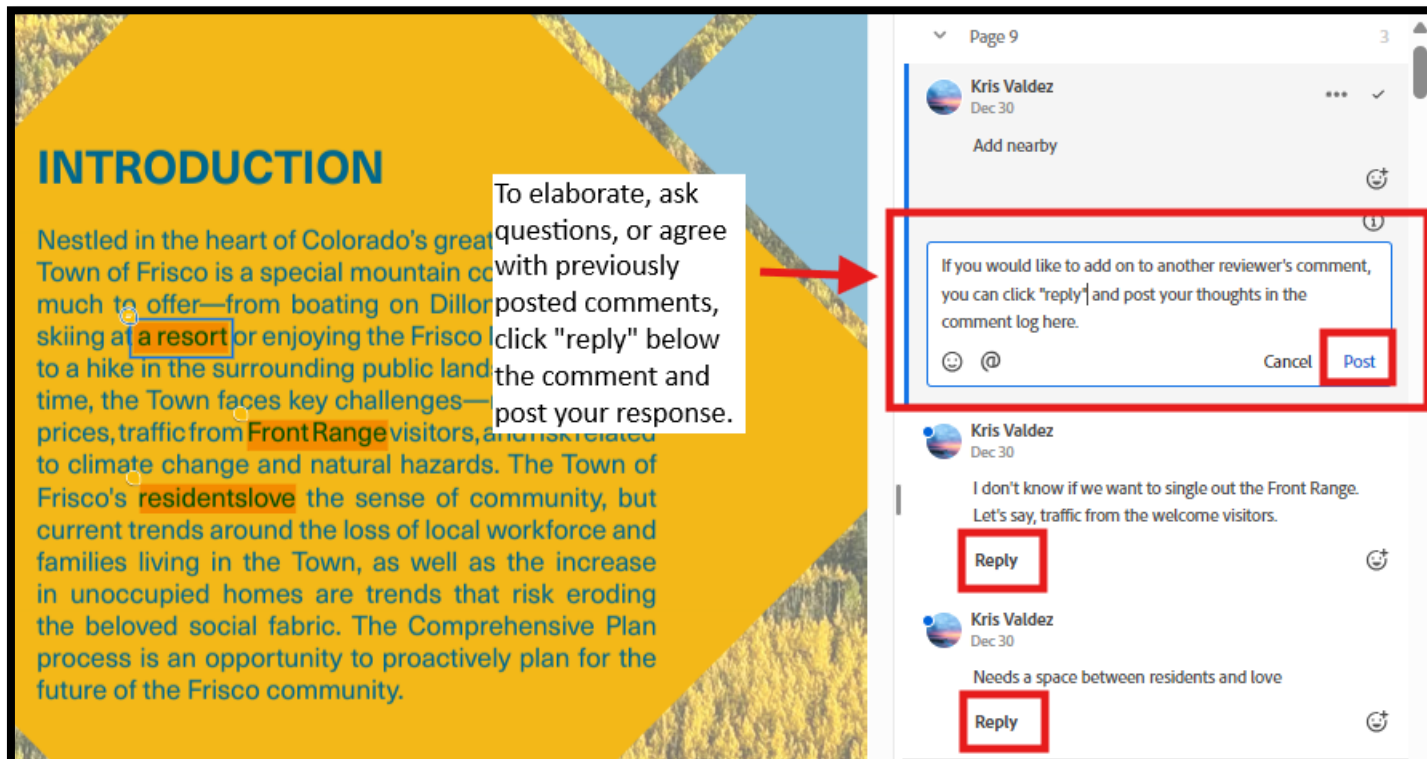 INTRODUCTION
Nestled in the heart of Colorado's great
Town of Frisco is a special mountain
much to offer—from boating on Dillon
skiing at a resort or enjoying the Frisco
to a hike in the surrounding public land
time, the Town faces key challenges—
prices, traffic from Front Range visitors, and risk related
to climate change and natural hazards. The Town of
Frisco's residentslove the sense of community, but
current trends around the loss of local workforce and
families living in the Town, as well as the increase
in unoccupied homes are trends that risk eroding
the beloved social fabric. The Comprehensive Plan
process is an opportunity to proactively plan for the
future of the Frisco community.
To elaborate, ask
questions, or agree
with previously
posted comments,
click "reply" below
the comment and
post your response.
Page 9 3
Kris Valdez
Dec 30
Add nearby
If you would like to add on to another reviewer's comment,
you can click "reply" and post your thoughts in the
comment log here.
@ Cancel Post
Kris Valdez
Dec 30
I don't know if we want to single out the Front Range.
Let's say, traffic from the welcome visitors.
Reply
Kris Valdez
Dec 30
Needs a space between residents and love
Reply